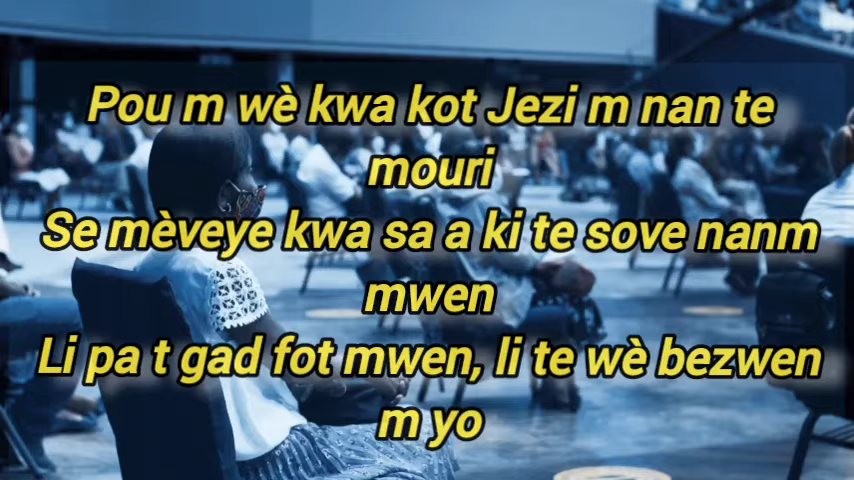 Pou m wè kwa kot Jezi m nan te
mouri
Se mèveye kwa sa a ki te sove nanm
mwen
Li pa t gad fot mwen, li te wè bezwen
m yo